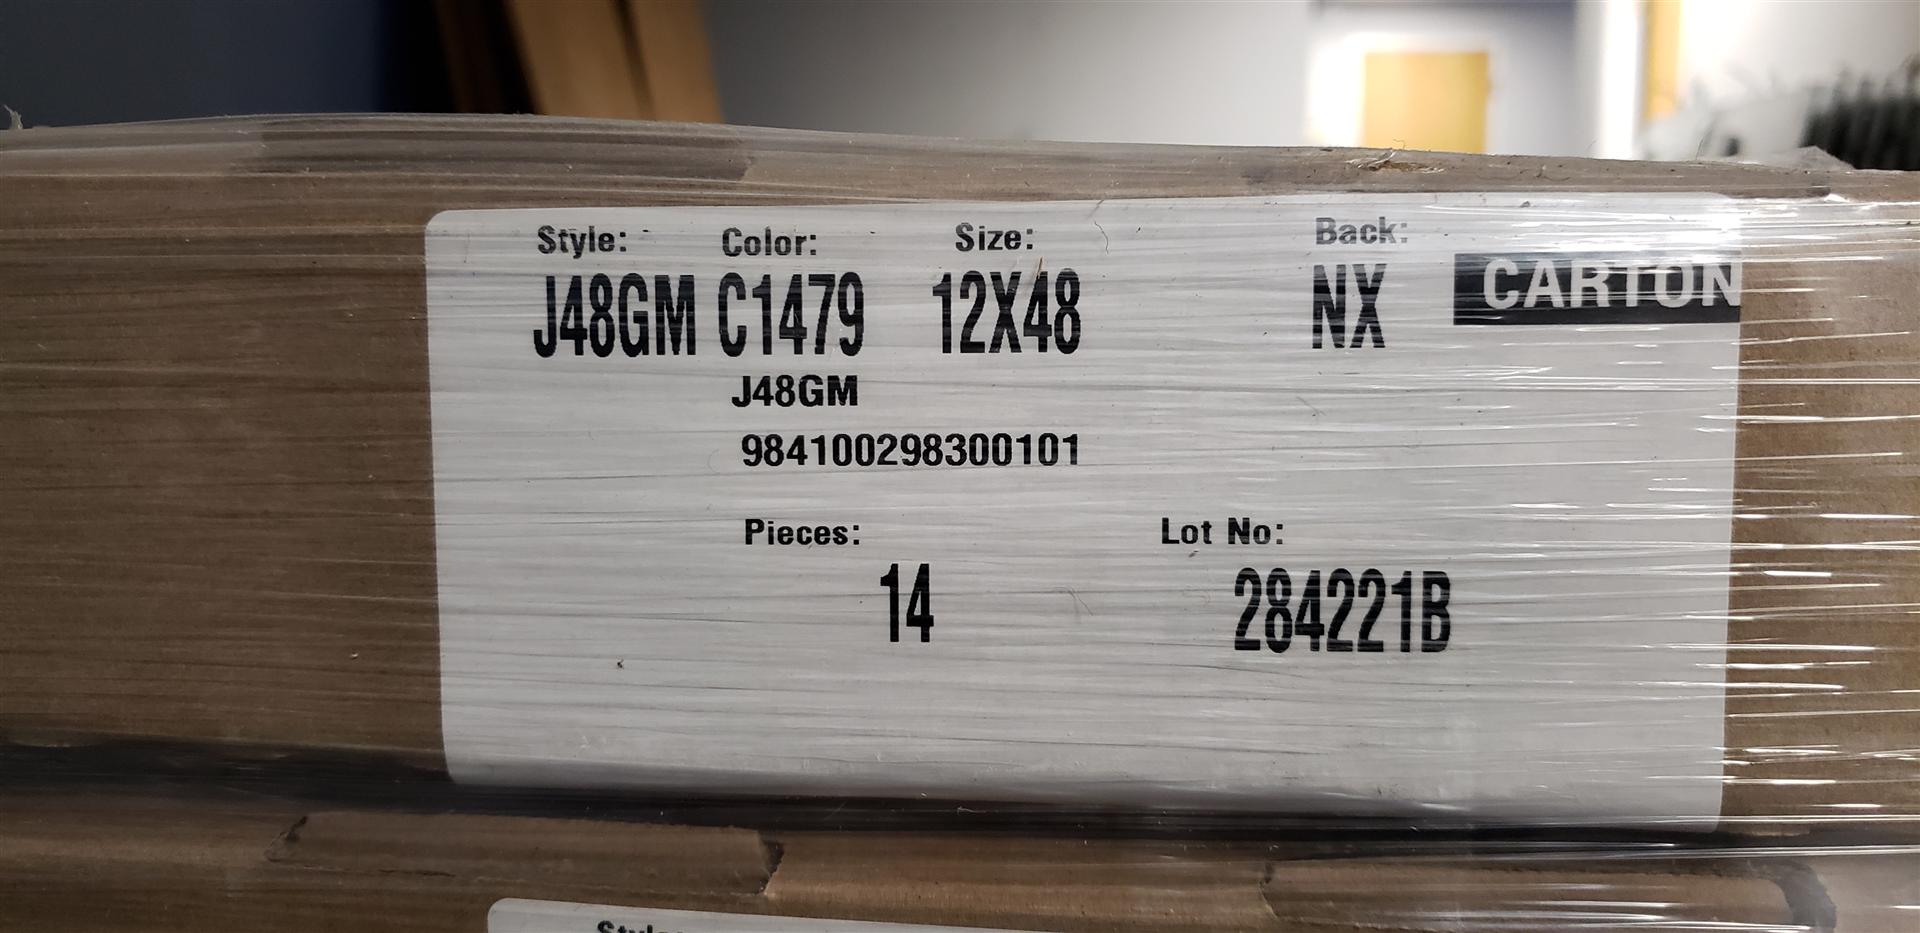 Style: Color: Size: Back:
J48GM C1479 12X48 NX CARTON
J48GM
984100298300101
Pieces: Lot No:
14 284221B